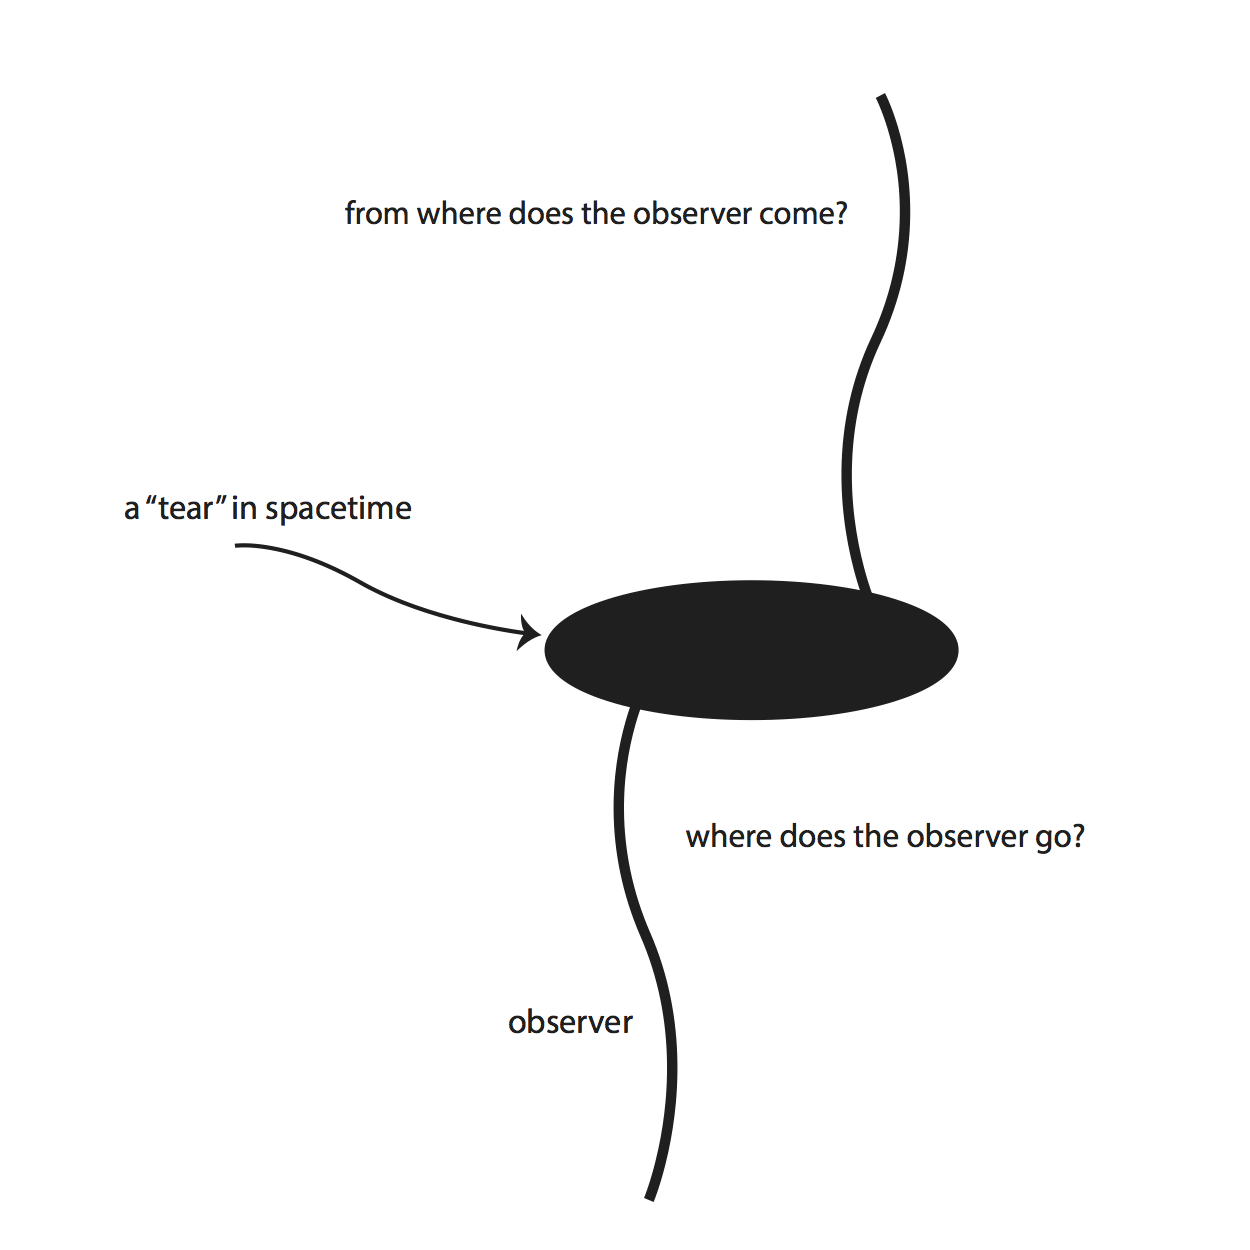 from where does the observer come?
a “tear” in spacetime
where does the observer go?
observer